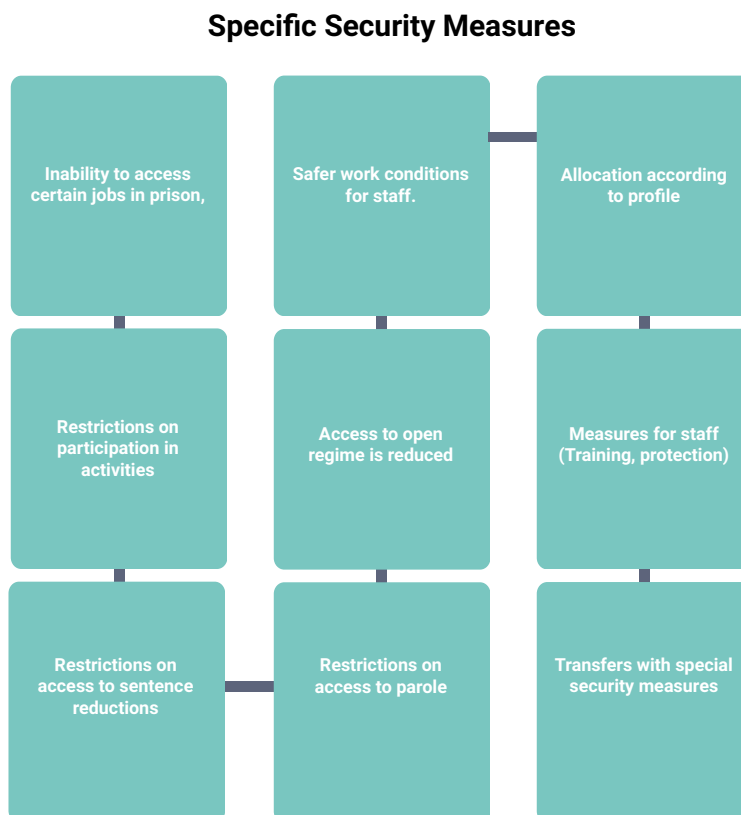 Specific Security Measures
Inability to access
certain jobs in prison,
Restrictions on
participation in
activities
Restrictions on
access to sentence
reductions
Restrictions on
access to parole
Access to open
regime is reduced
Safer work conditions
for staff.
Allocation according
to profile
Measures for staff
(Training, protection)
Transfers with special
security measures